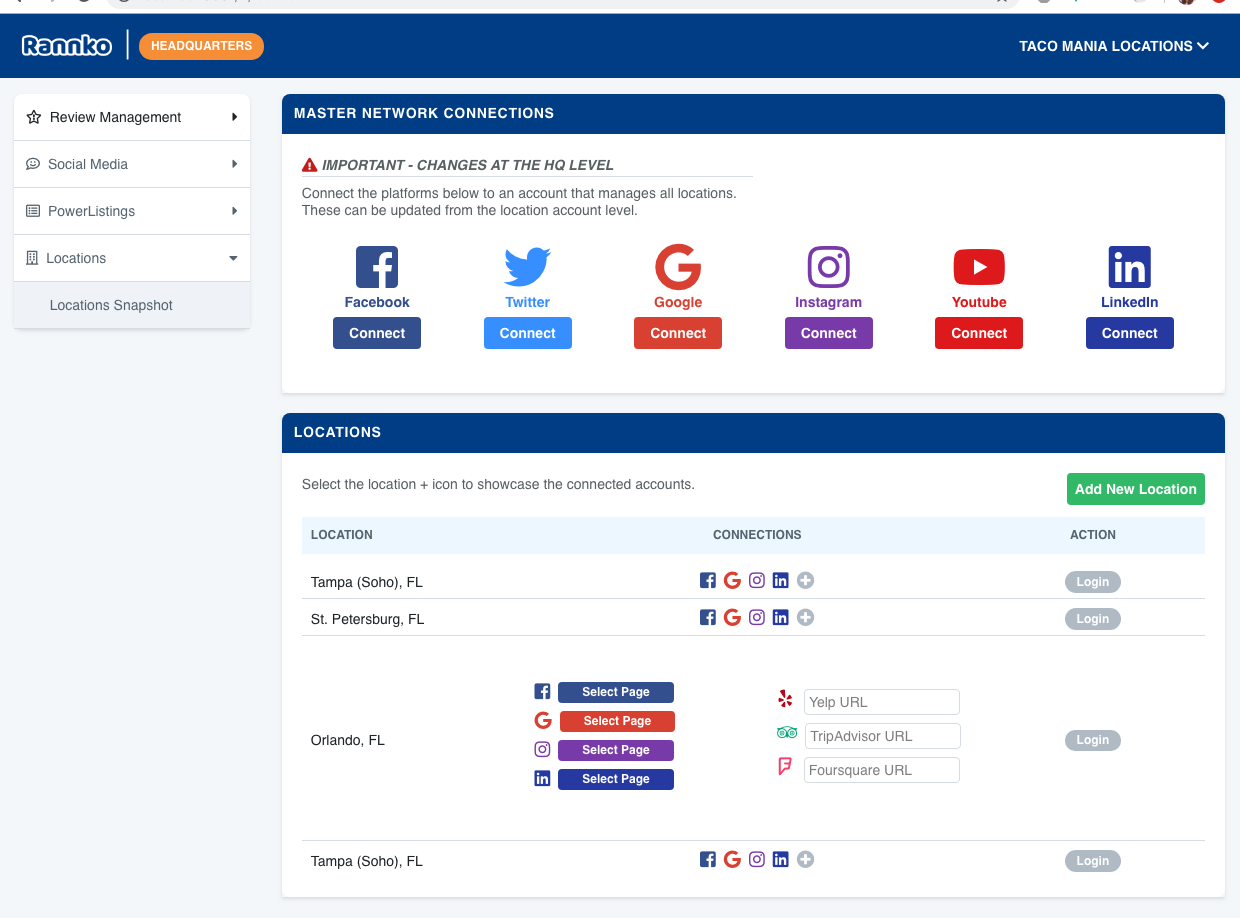 Rannko
HEADQUARTERS
TACO MANIA LOCATIONS
Review Management
Social Media
PowerListings
Locations
Locations Snapshot
MASTER NETWORK CONNECTIONS
IMPORTANT - CHANGES AT THE HQ LEVEL
Connect the platforms below to an account that manages all locations.
These can be updated from the location account level.
Facebook Twitter Google Instagram Youtube LinkedIn
Connect Connect Connect Connect Connect Connect
LOCATIONS
Select the location + icon to showcase the connected accounts.
Add New Location
LOCATION CONNECTIONS ACTION
Tampa (Soho), FL Login
St. Petersburg, FL Login
Orlando, FL
Select Page
Select Page
Select Page
Select Page
Yelp URL
TripAdvisor URL
Foursquare URL
Login
Tampa (Soho), FL Login